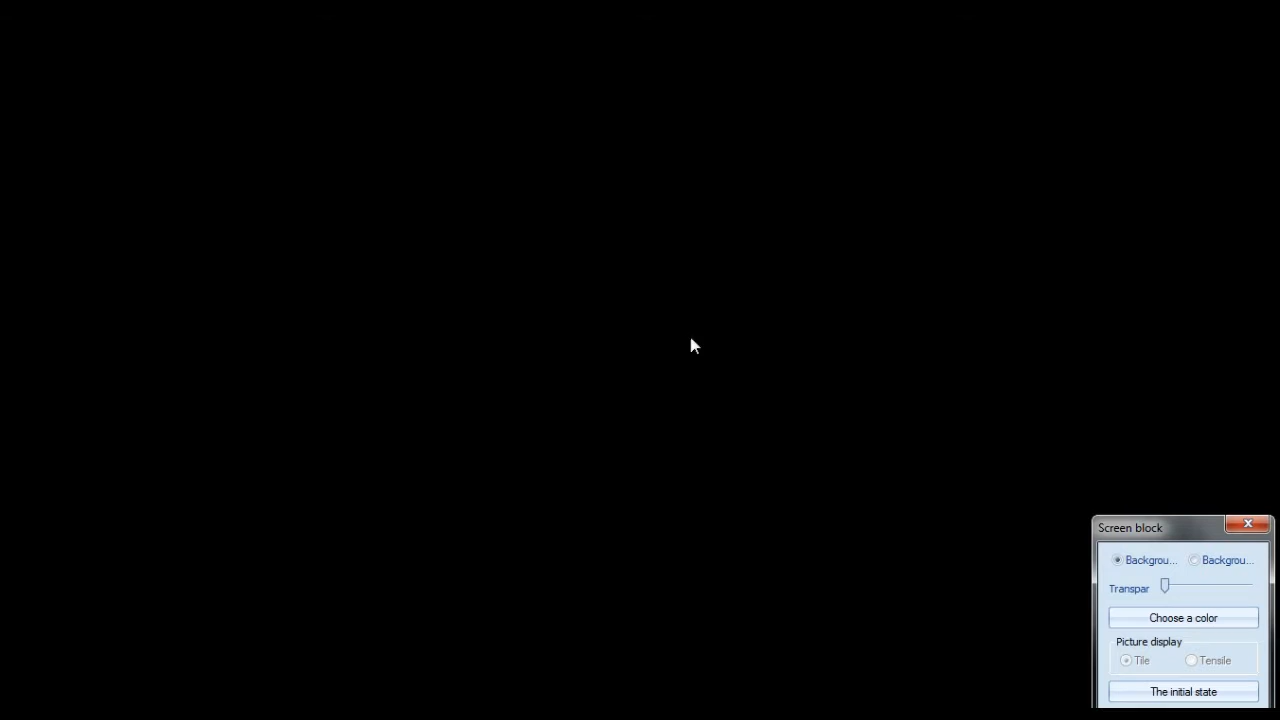 Screen block
Backgrou... Backgrou...
Transpar
Choose a color
Picture display
Tile Tensile
The initial state